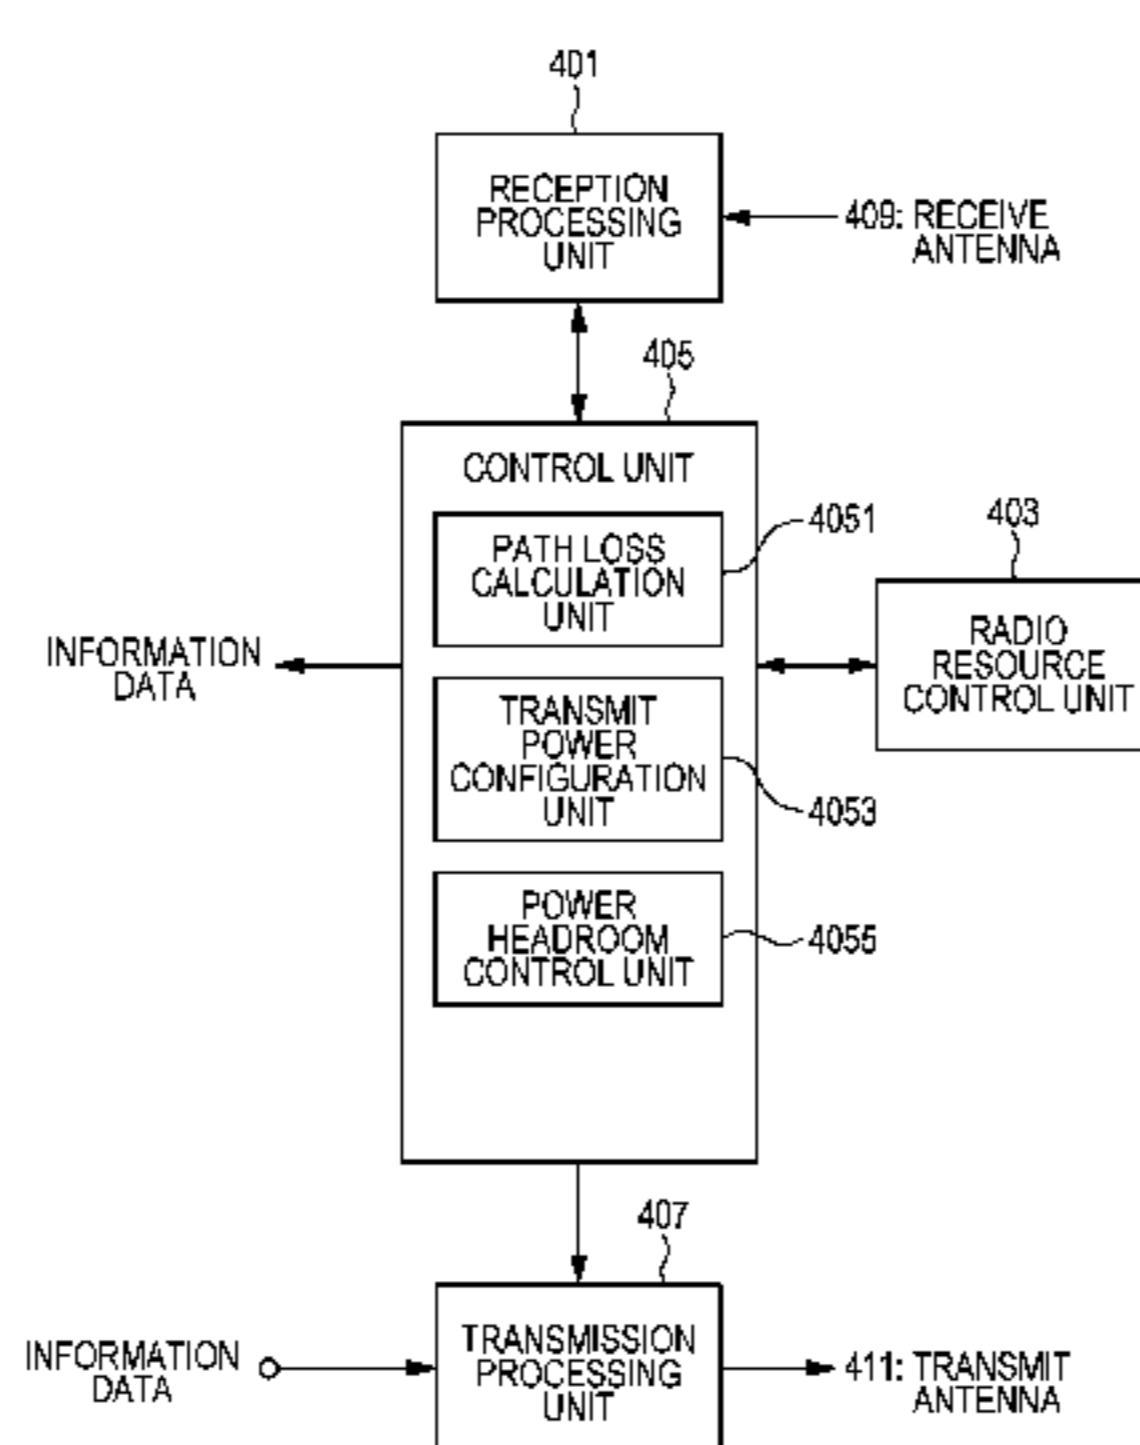 401
RECEPTION
PROCESSING
UNIT
409: RECEIVE
ANTENNA
405
CONTROL UNIT
4051
PATH LOSS
CALCULATION
UNIT
403
RADIO
RESOURCE
CONTROL UNIT
INFORMATION
DATA
TRANSMIT
POWER
CONFIGURATION
UNIT
4053
POWER
HEADROOM
CONTROL UNIT
4055
407
INFORMATION
DATA
TRANSMISSION
PROCESSING
UNIT
411: TRANSMIT
ANTENNA